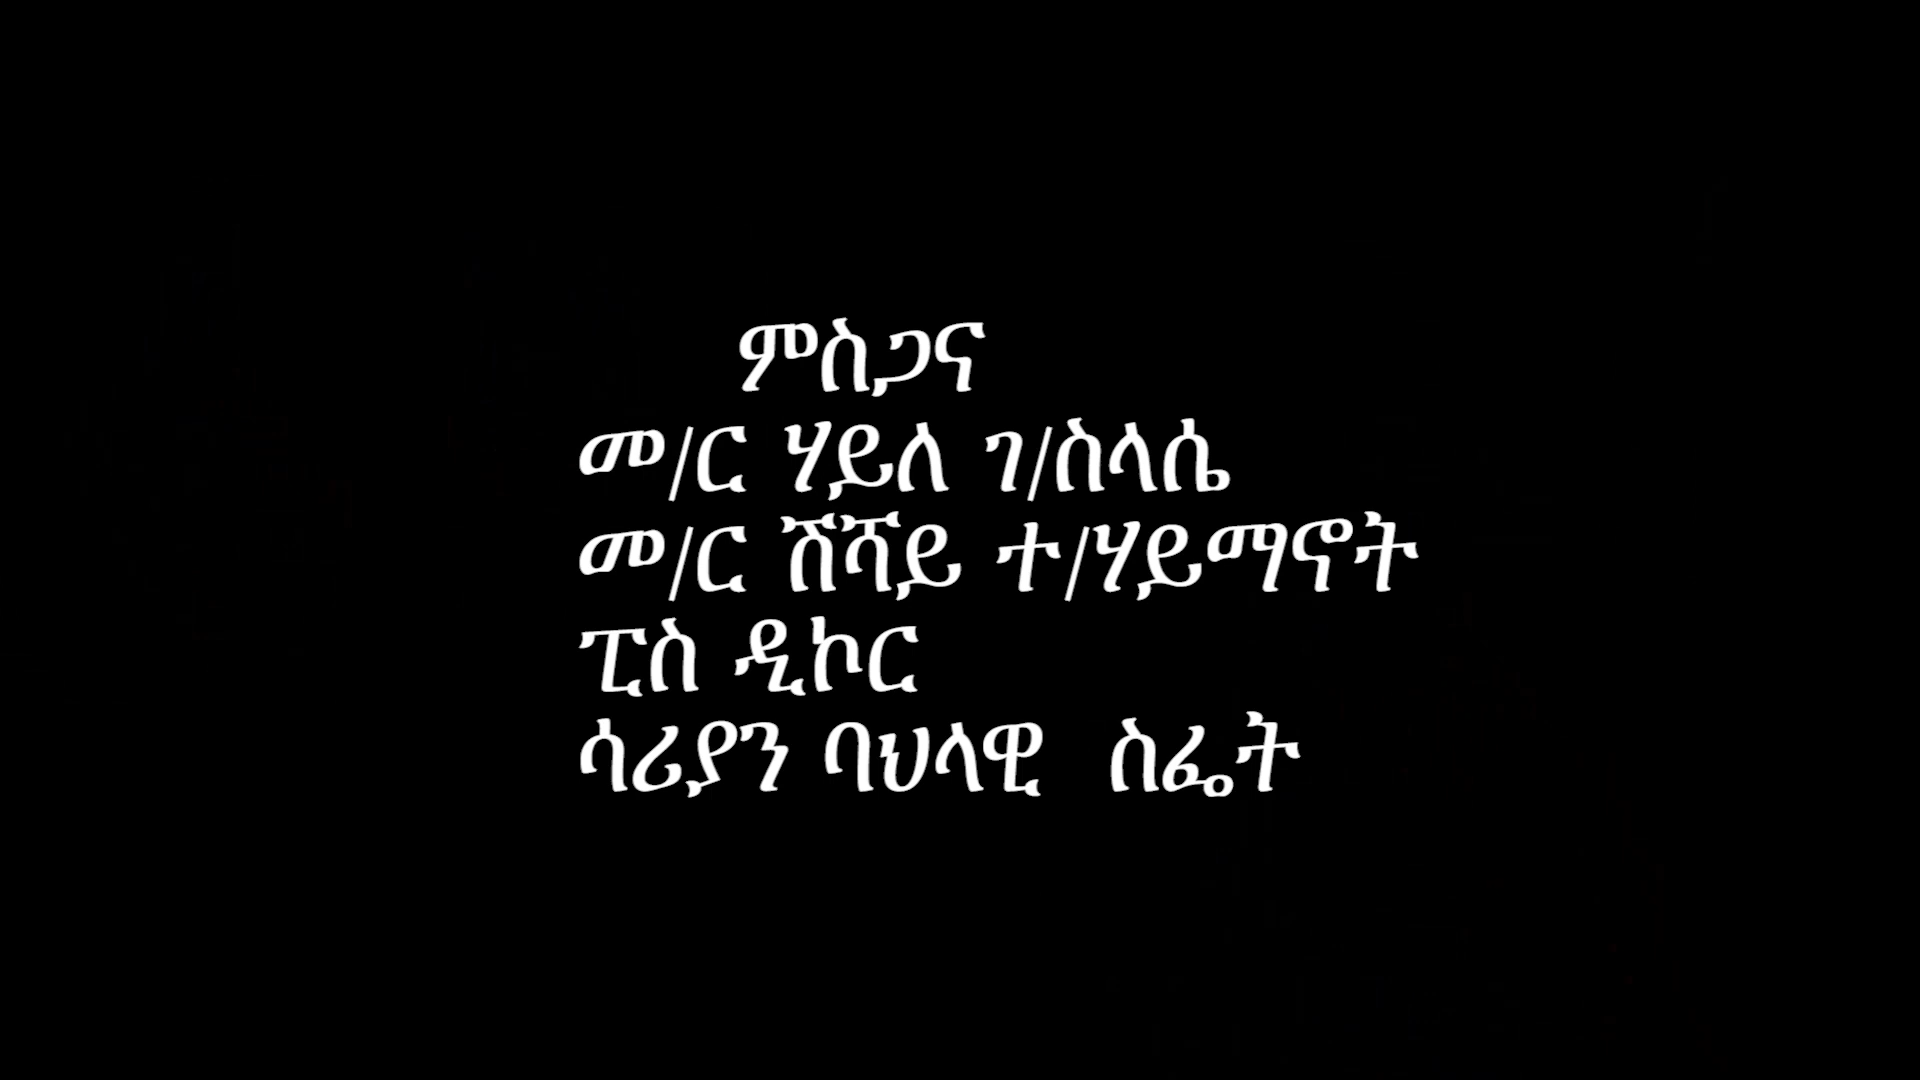 ምስጋና
መ/ር ሃይለ ገ/ስላሴ
መ/ር ሽሻይ ተ/ሃይማኖት
ፒስ ዲኮር
ሳሪያን ባህላዊ ስፌት